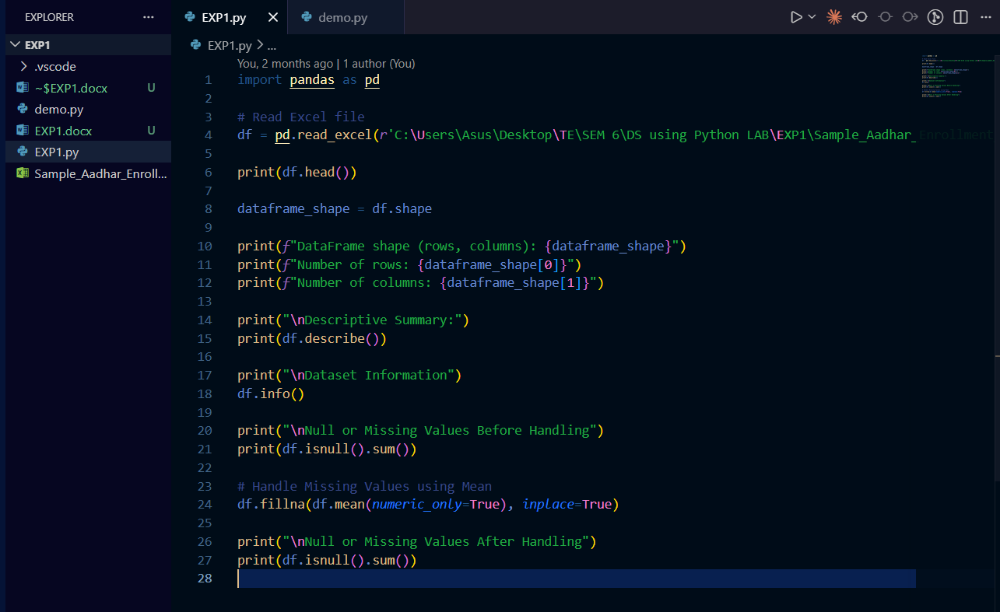 EXPLORER
EXP1
.vscode
~$EXP1.docx U
demo.py
EXP1.docx U
EXP1.py
Sample_Aadhar_Enroll...
EXP1.py demo.py
EXP1.py > ...
You, 2 months ago | 1 author (You)
1 import pandas as pd
2
3 # Read Excel file
4 df = pd.read_excel(r'C:\Users\Asus\Desktop\TE\SEM 6\DS using Python LAB\EXP1\Sample_Aadhar_Enrollment
5
6 print(df.head())
7
8 dataframe_shape = df.shape
9
10 print(f"DataFrame shape (rows, columns): {dataframe_shape}")
11 print(f"Number of rows: {dataframe_shape[0]}")
12 print(f"Number of columns: {dataframe_shape[1]}")
13
14 print("\nDescriptive Summary:")
15 print(df.describe())
16
17 print("\nDataset Information")
18 df.info()
19
20 print("\nNull or Missing Values Before Handling")
21 print(df.isnull().sum())
22
23 # Handle Missing Values using Mean
24 df.fillna(df.mean(numeric_only=True), inplace=True)
25
26 print("\nNull or Missing Values After Handling")
27 print(df.isnull().sum())
28